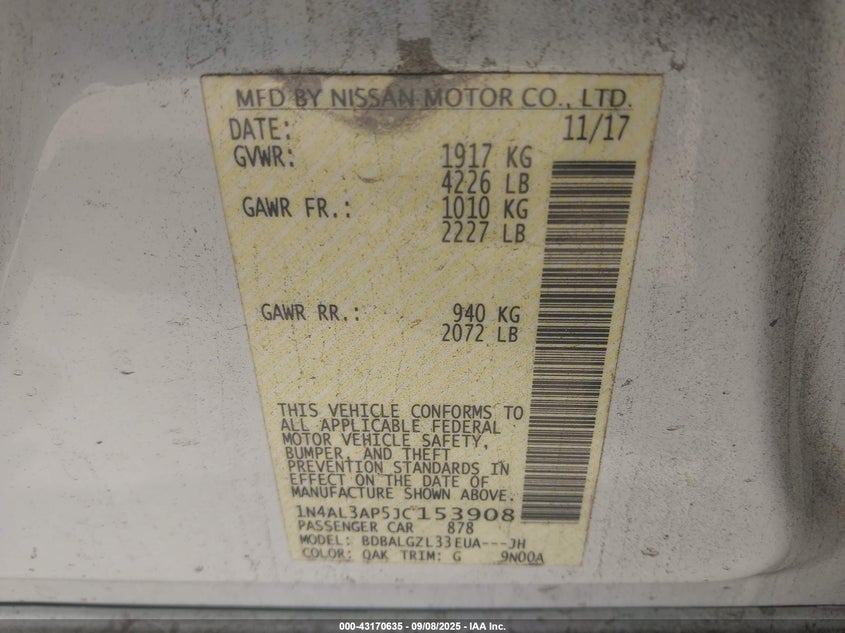 MFD BY NISSAN MOTOR CO., LTD.
DATE: 11/17
GVWR: 1917 KG
4226 LB
GAWR FR.: 1010 KG
2227 LB
GAWR RR.: 940 KG
2072 LB
THIS VEHICLE CONFORMS TO
ALL APPLICABLE FEDERAL
MOTOR VEHICLE SAFETY,
BUMPER, AND THEFT
PREVENTION STANDARDS IN
EFFECT ON THE DATE OF
MANUFACTURE SHOWN ABOVE.
1N4AL3AP5JC153908
PASSENGER CAR 878
MODEL: BDBALGZL33EUA---JH
COLOR: QAK TRIM: G 9N00A
000-43170635 - 09/08/2025 - IAA Inc.